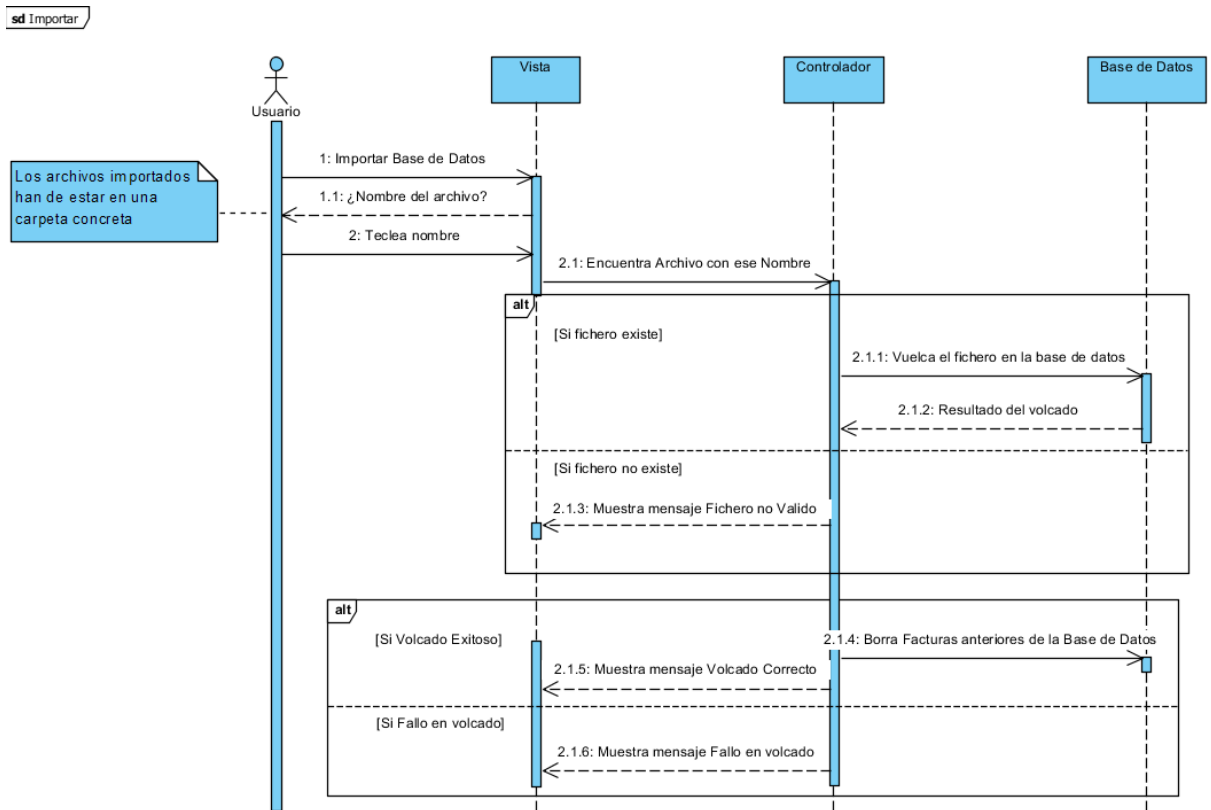 sd Importar
Usuario
Vista
Controlador
Base de Datos
Los archivos importados
han de estar en una
carpeta concreta
1: Importar Base de Datos
1.1: ¿Nombre del archivo?
2: Teclea nombre
2.1: Encuentra Archivo con ese Nombre
alt
[Si fichero existe]
2.1.1: Vuelca el fichero en la base de datos
2.1.2: Resultado del volcado
[Si fichero no existe]
2.1.3: Muestra mensaje Fichero no Valido
alt
[Si Volcado Exitoso]
2.1.4: Borra Facturas anteriores de la Base de Datos
2.1.5: Muestra mensaje Volcado Correcto
[Si Fallo en volcado]
2.1.6: Muestra mensaje Fallo en volcado